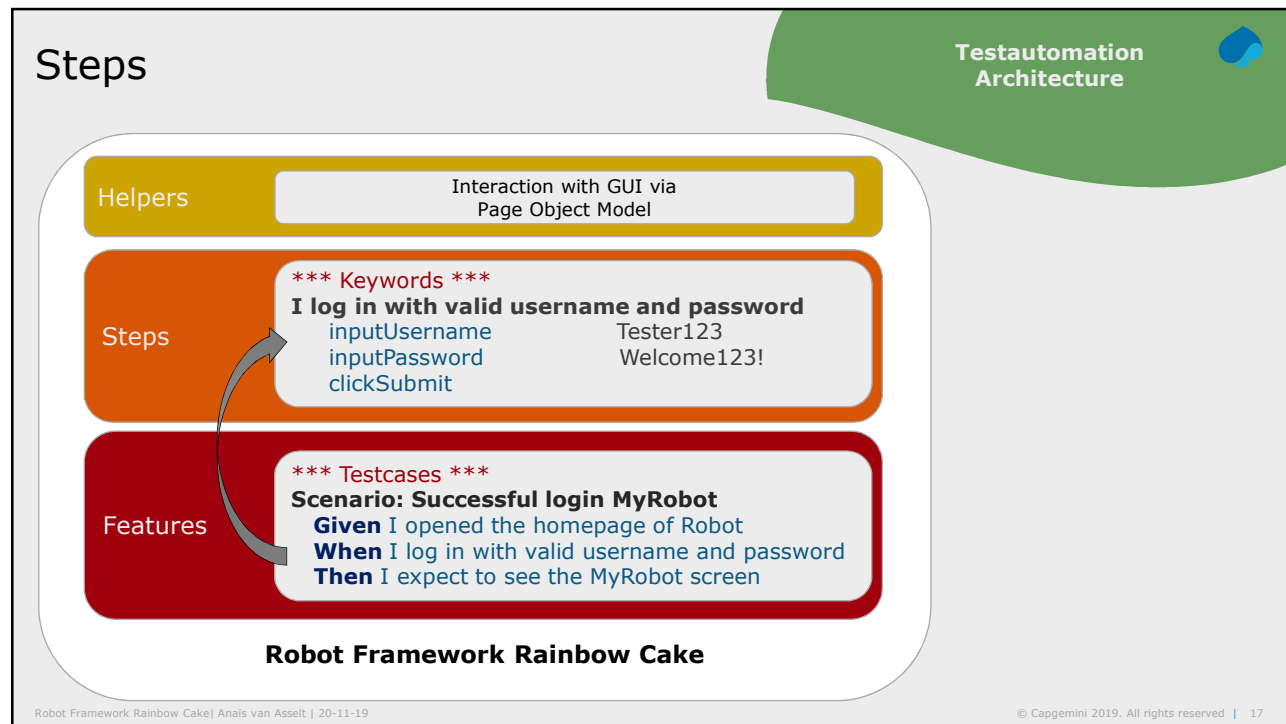 Steps
Testautomation
Architecture
Helpers
Interaction with GUI via
Page Object Model
Steps
*** Keywords ***
I log in with valid username and password
inputUsername Tester123
inputPassword Welcome123!
clickSubmit
Features
*** Testcases ***
Scenario: Successful login MyRobot
Given I opened the homepage of Robot
When I log in with valid username and password
Then I expect to see the MyRobot screen
Robot Framework Rainbow Cake
Robot Framework Rainbow Cake| Anaïs van Asselt | 20-11-19
© Capgemini 2019. All rights reserved | 17